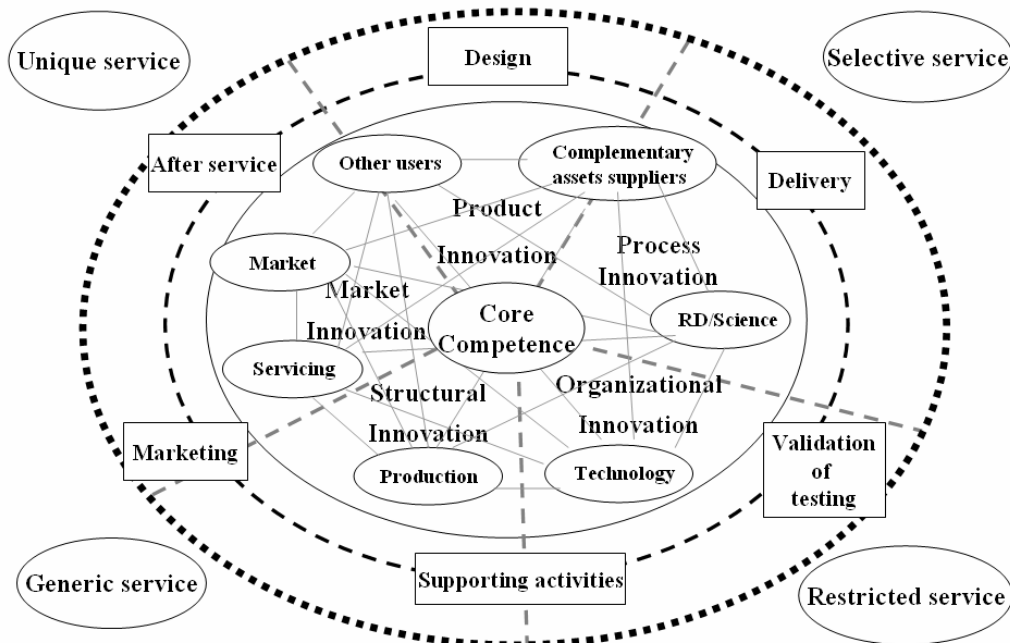 Unique service
Design
Selective service
After service
Other users
Complementary
assets suppliers
Delivery
Product
Innovation
Process
Innovation
Market
Market
Innovation
Core
Competence
RD/Science
Servicing
Structural
Innovation
Organizational
Innovation
Marketing
Production
Technology
Validation
of
testing
Generic service
Supporting activities
Restricted service